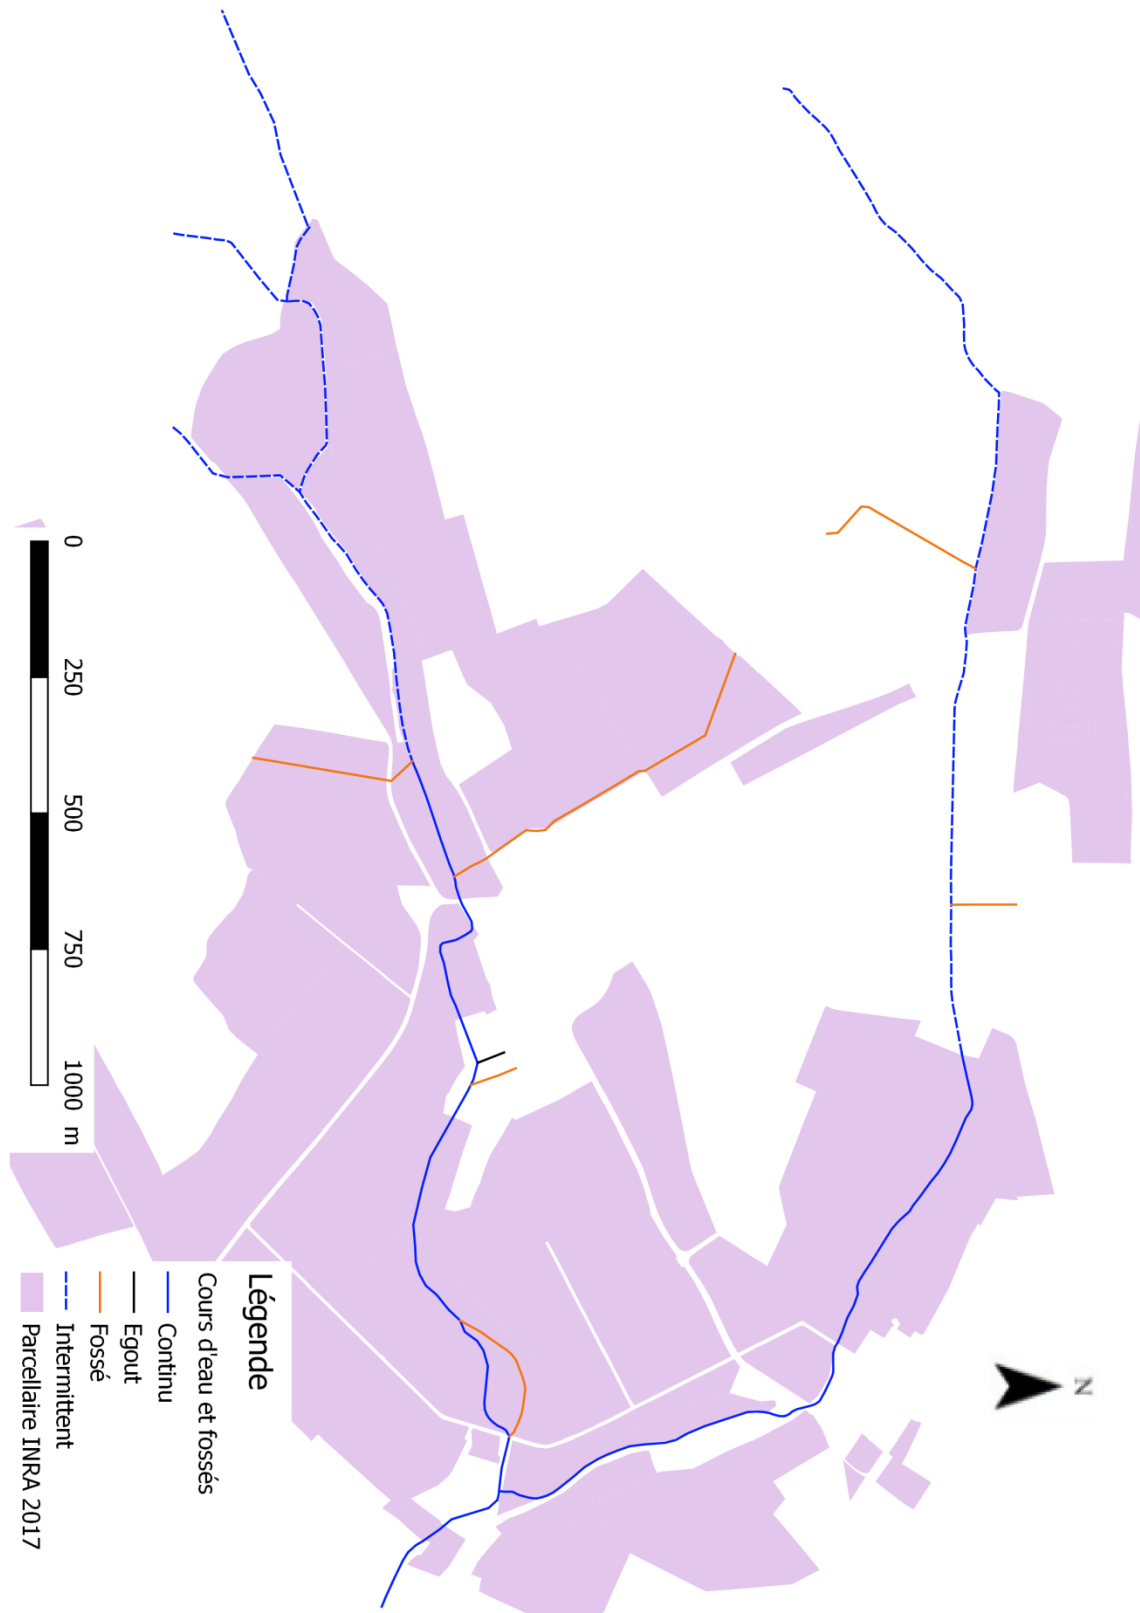 N
0 250 500 750 1000 m
Légende
Cours d'eau et fossés
Continu
Egout
Fossé
Intermittent
Parcellaire INRA 2017